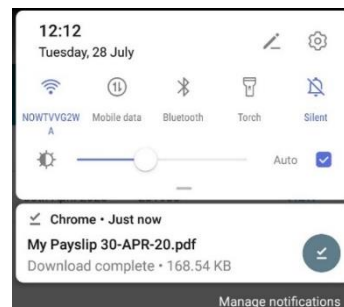 12:12
Tuesday, 28 July
NOWTVVG2W
A
Mobile data
Bluetooth
Torch
Silent
Auto
Chrome • Just now
My Payslip 30-APR-20.pdf
Download complete • 168.54 KB
Manage notifications